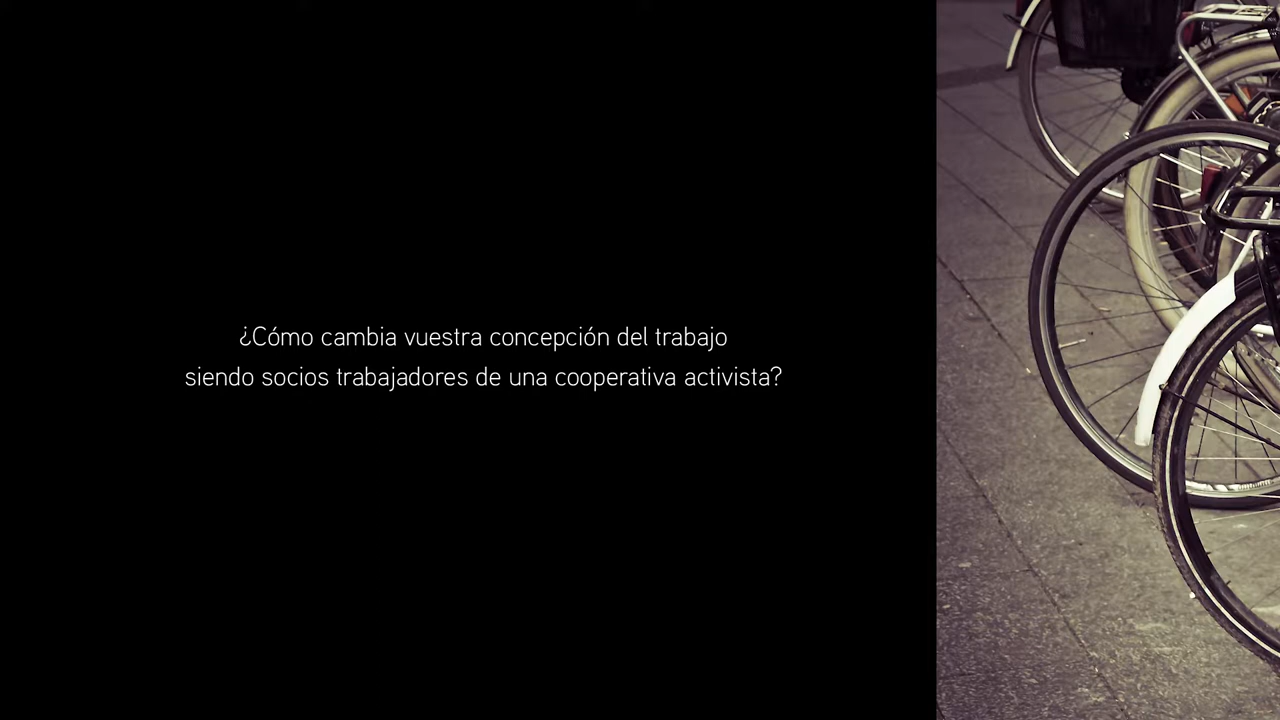 ¿Cómo cambia vuestra concepción del trabajo
siendo socios trabajadores de una cooperativa activista?